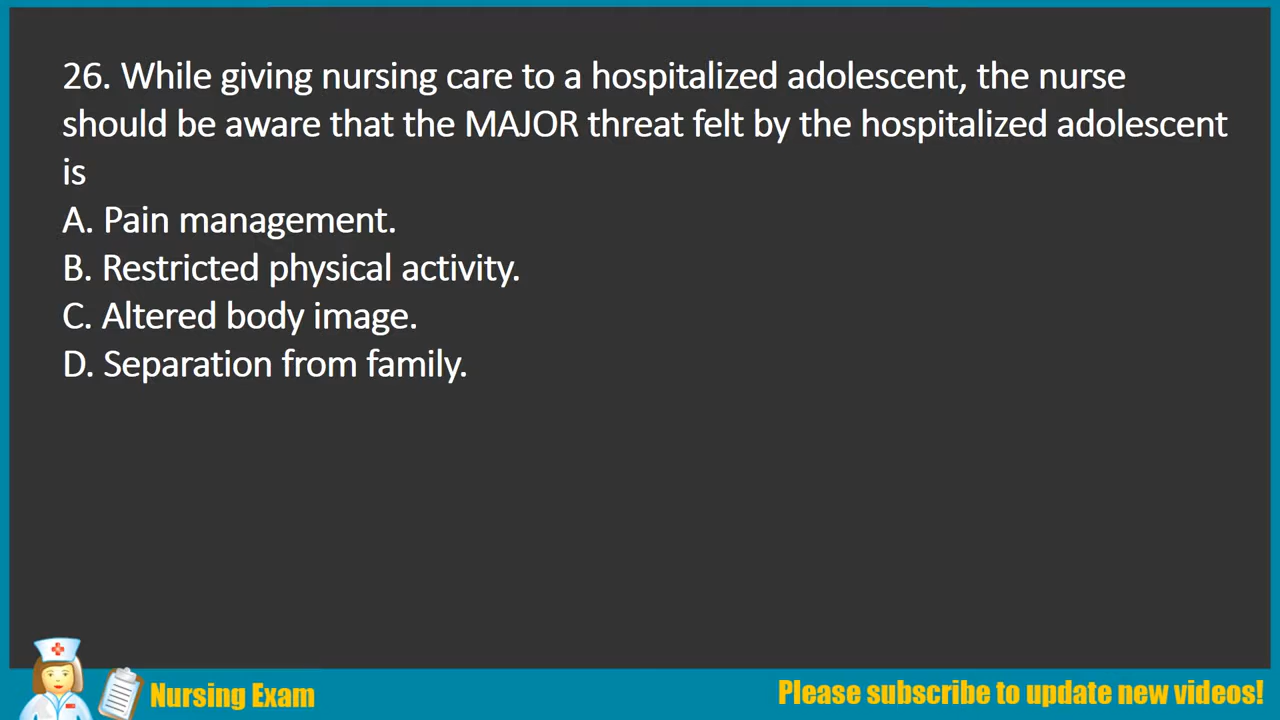 26. While giving nursing care to a hospitalized adolescent, the nurse
should be aware that the MAJOR threat felt by the hospitalized adolescent
is
A. Pain management.
B. Restricted physical activity.
C. Altered body image.
D. Separation from family.
Nursing Exam
Please subscribe to update new videos!